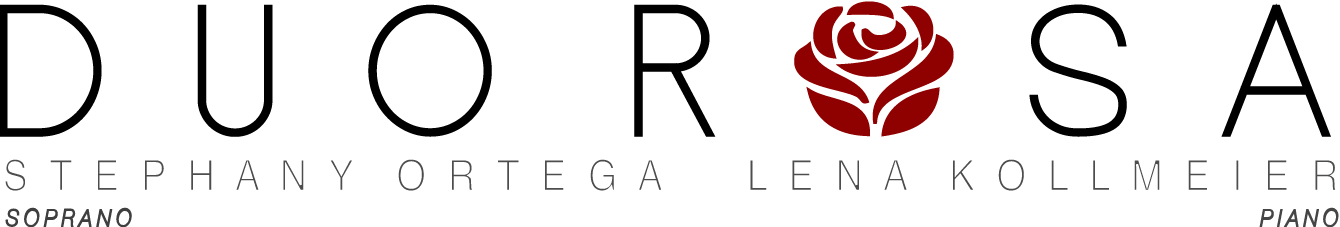 DUO ROSA
STEPHANY ORTEGA LENA KOLLMEIER
SOPRANO PIANO